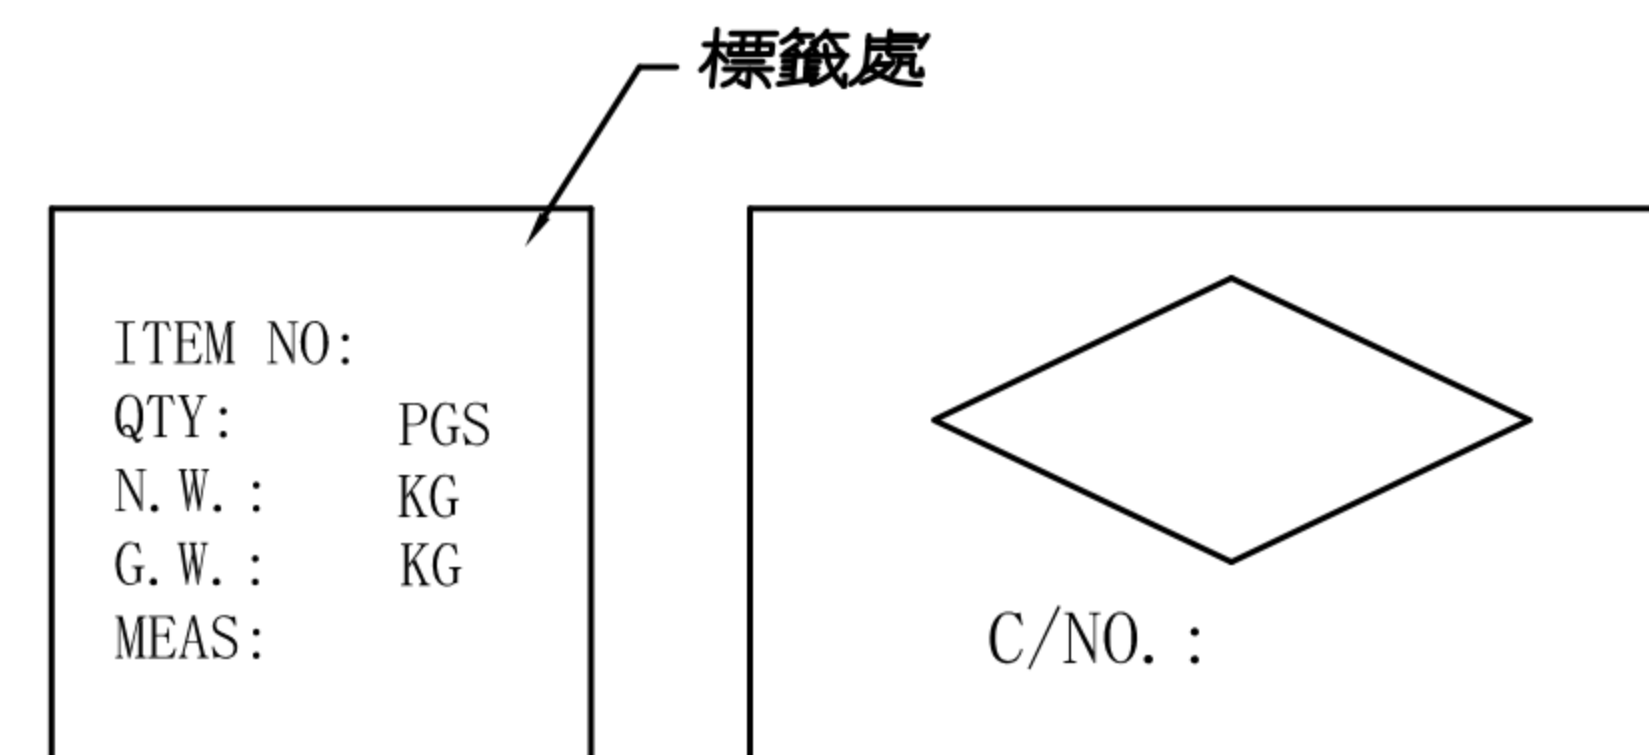 標籤處
ITEM NO:
QTY: PGS
N.W.: KG
G.W.: KG
MEAS:
C/NO.: